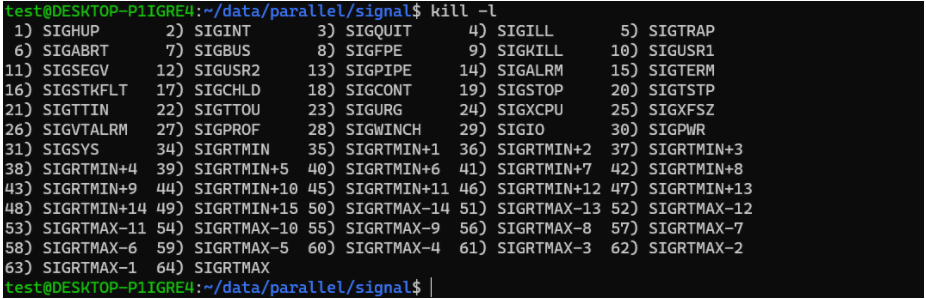 test@DESKTOP-P1IGRE4:~/data/parallel/signal$ kill -l
 1) SIGHUP       2) SIGINT       3) SIGQUIT      4) SIGILL       5) SIGTRAP
 6) SIGABRT      7) SIGBUS       8) SIGFPE       9) SIGKILL     10) SIGUSR1
11) SIGSEGV     12) SIGUSR2     13) SIGPIPE     14) SIGALRM     15) SIGTERM
16) SIGSTKFLT   17) SIGCHLD     18) SIGCONT     19) SIGSTOP     20) SIGTSTP
21) SIGTTIN     22) SIGTTOU     23) SIGURG      24) SIGXCPU     25) SIGXFSZ
26) SIGVTALRM   27) SIGPROF     28) SIGWINCH    29) SIGIO       30) SIGPWR
31) SIGSYS      34) SIGRTMIN    35) SIGRTMIN+1  36) SIGRTMIN+2  37) SIGRTMIN+3
38) SIGRTMIN+4  39) SIGRTMIN+5  40) SIGRTMIN+6  41) SIGRTMIN+7  42) SIGRTMIN+8
43) SIGRTMIN+9  44) SIGRTMIN+10 45) SIGRTMIN+11 46) SIGRTMIN+12 47) SIGRTMIN+13
48) SIGRTMIN+14 49) SIGRTMIN+15 50) SIGRTMAX-14 51) SIGRTMAX-13 52) SIGRTMAX-12
53) SIGRTMAX-11 54) SIGRTMAX-10 55) SIGRTMAX-9  56) SIGRTMAX-8  57) SIGRTMAX-7
58) SIGRTMAX-6  59) SIGRTMAX-5  60) SIGRTMAX-4  61) SIGRTMAX-3  62) SIGRTMAX-2
63) SIGRTMAX-1  64) SIGRTMAX
test@DESKTOP-P1IGRE4:~/data/parallel/signal$